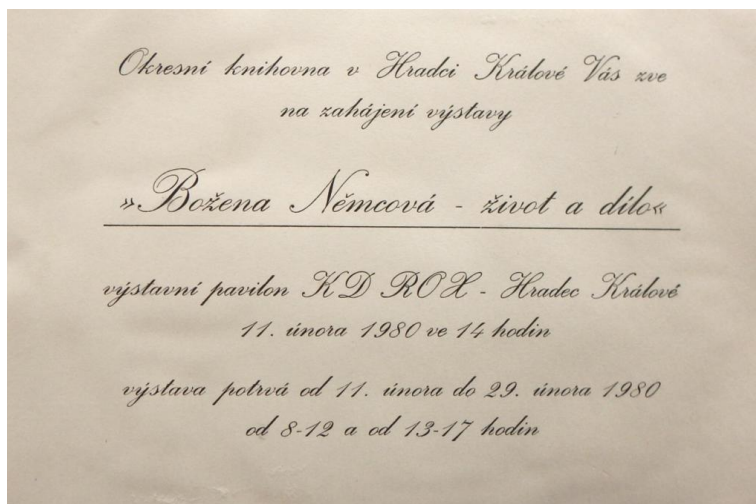 Okresní knihovna v Hradci Králové Vás zve
na zahájení výstavy
»Božena Němcová - život a dílo«
výstavní pavilon KD ROH - Hradec Králové
11. února 1980 ve 14 hodin
výstava potrvá od 11. února do 29. února 1980
od 8-12 a od 13-17 hodin